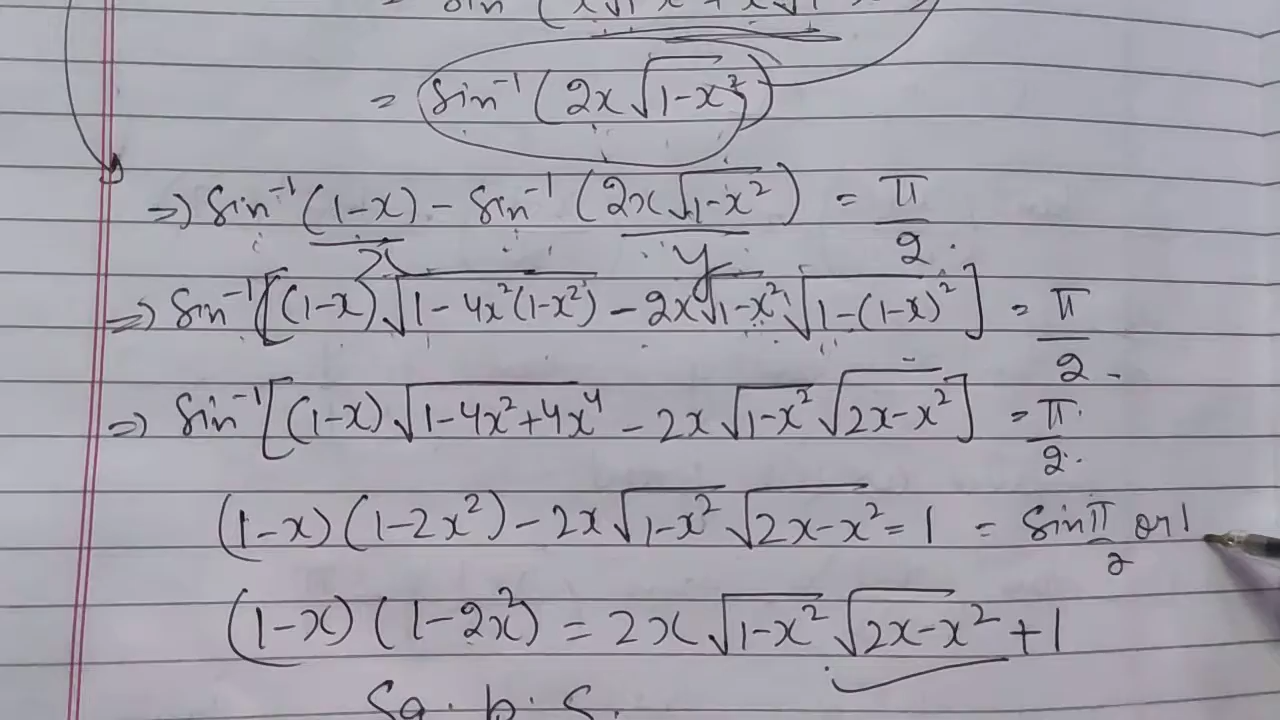 = Sin⁻¹ (2x√(1-x²))
⇒ Sin⁻¹(1-x) - Sin⁻¹ (2x√(1-x²)) = π/2.
x y
⇒ Sin⁻¹[(1-x)√(1-4x²(1-x²)) - 2x√(1-x²)√(1-(1-x)²)] = π/2.
⇒ Sin⁻¹[(1-x)√(1-4x²+4x⁴) - 2x√(1-x²)√(2x-x²)] = π/2.
(1-x)(1-2x²) - 2x√(1-x²)√(2x-x²) = 1 = Sin π/2 or 1
(1-x)(1-2x²) = 2x√(1-x²)√(2x-x²) + 1
Sq. b. S.